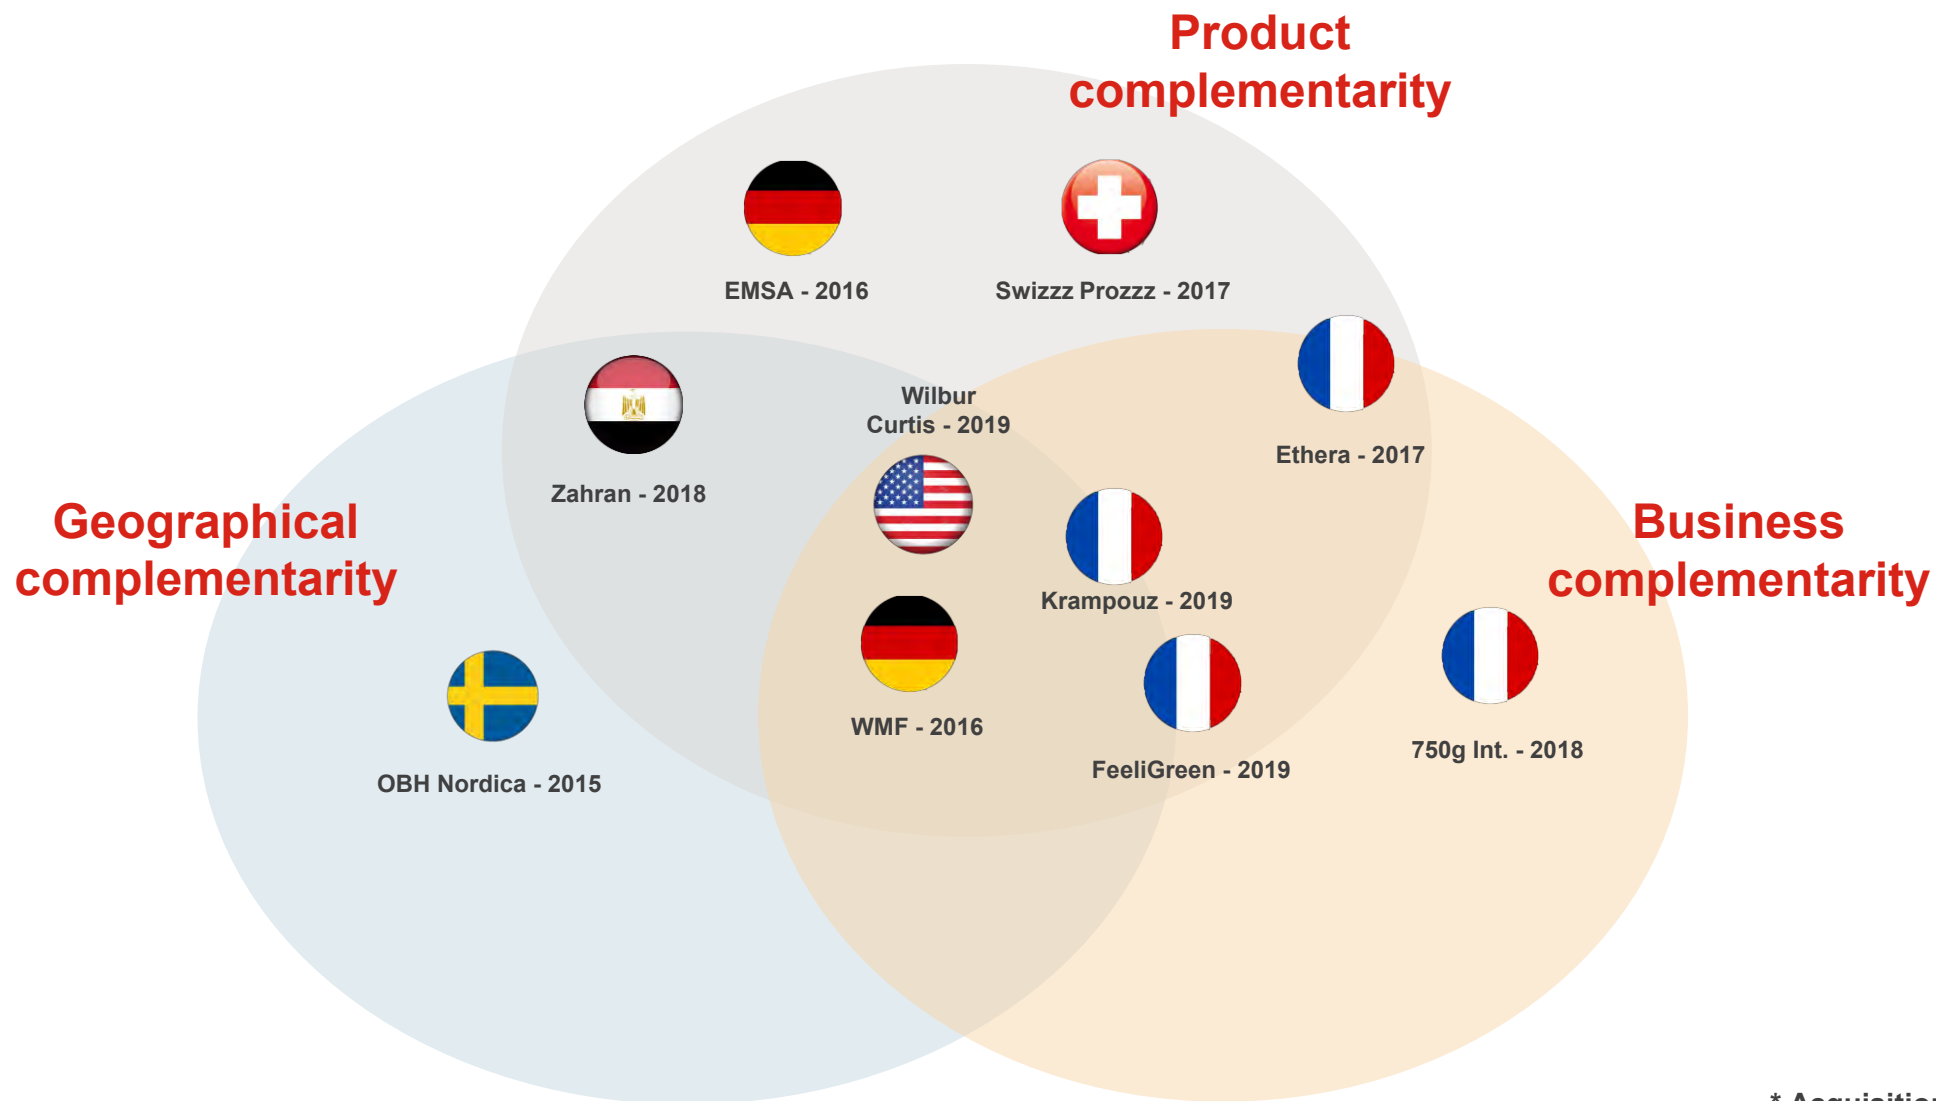 Product
complementarity
EMSA - 2016
Swizzz Prozzz - 2017
Wilbur
Curtis - 2019
Ethera - 2017
Zahran - 2018
Geographical
complementarity
Business
complementarity
Krampouz - 2019
WMF - 2016
FeeliGreen - 2019
750g Int. - 2018
OBH Nordica - 2015
* Acquisition